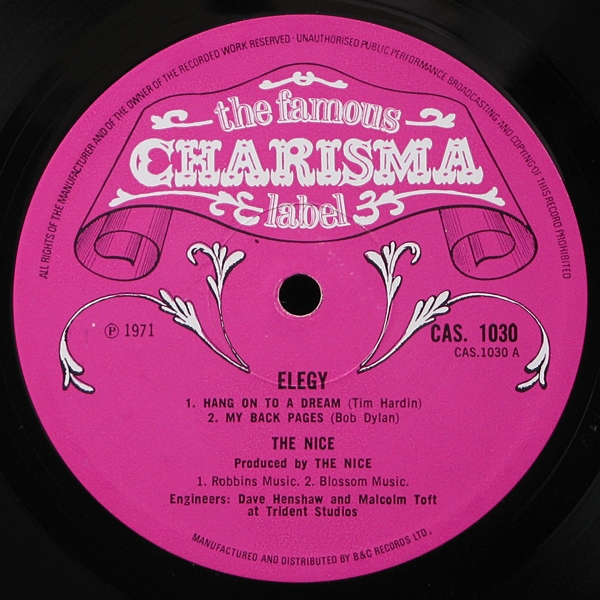 ALL RIGHTS OF THE MANUFACTURER AND OF THE OWNER OF THE RECORDED WORK RESERVED · UNAUTHORISED PUBLIC PERFORMANCE BROADCASTING AND COPYING OF THIS RECORD PROHIBITED
the famous
CHARISMA
label
℗ 1971
CAS. 1030
CAS.1030 A
ELEGY
1. HANG ON TO A DREAM (Tim Hardin)
2. MY BACK PAGES (Bob Dylan)
THE NICE
Produced by THE NICE
1. Robbins Music. 2. Blossom Music.
Engineers: Dave Henshaw and Malcolm Toft
at Trident Studios
MANUFACTURED AND DISTRIBUTED BY B&C RECORDS LTD.